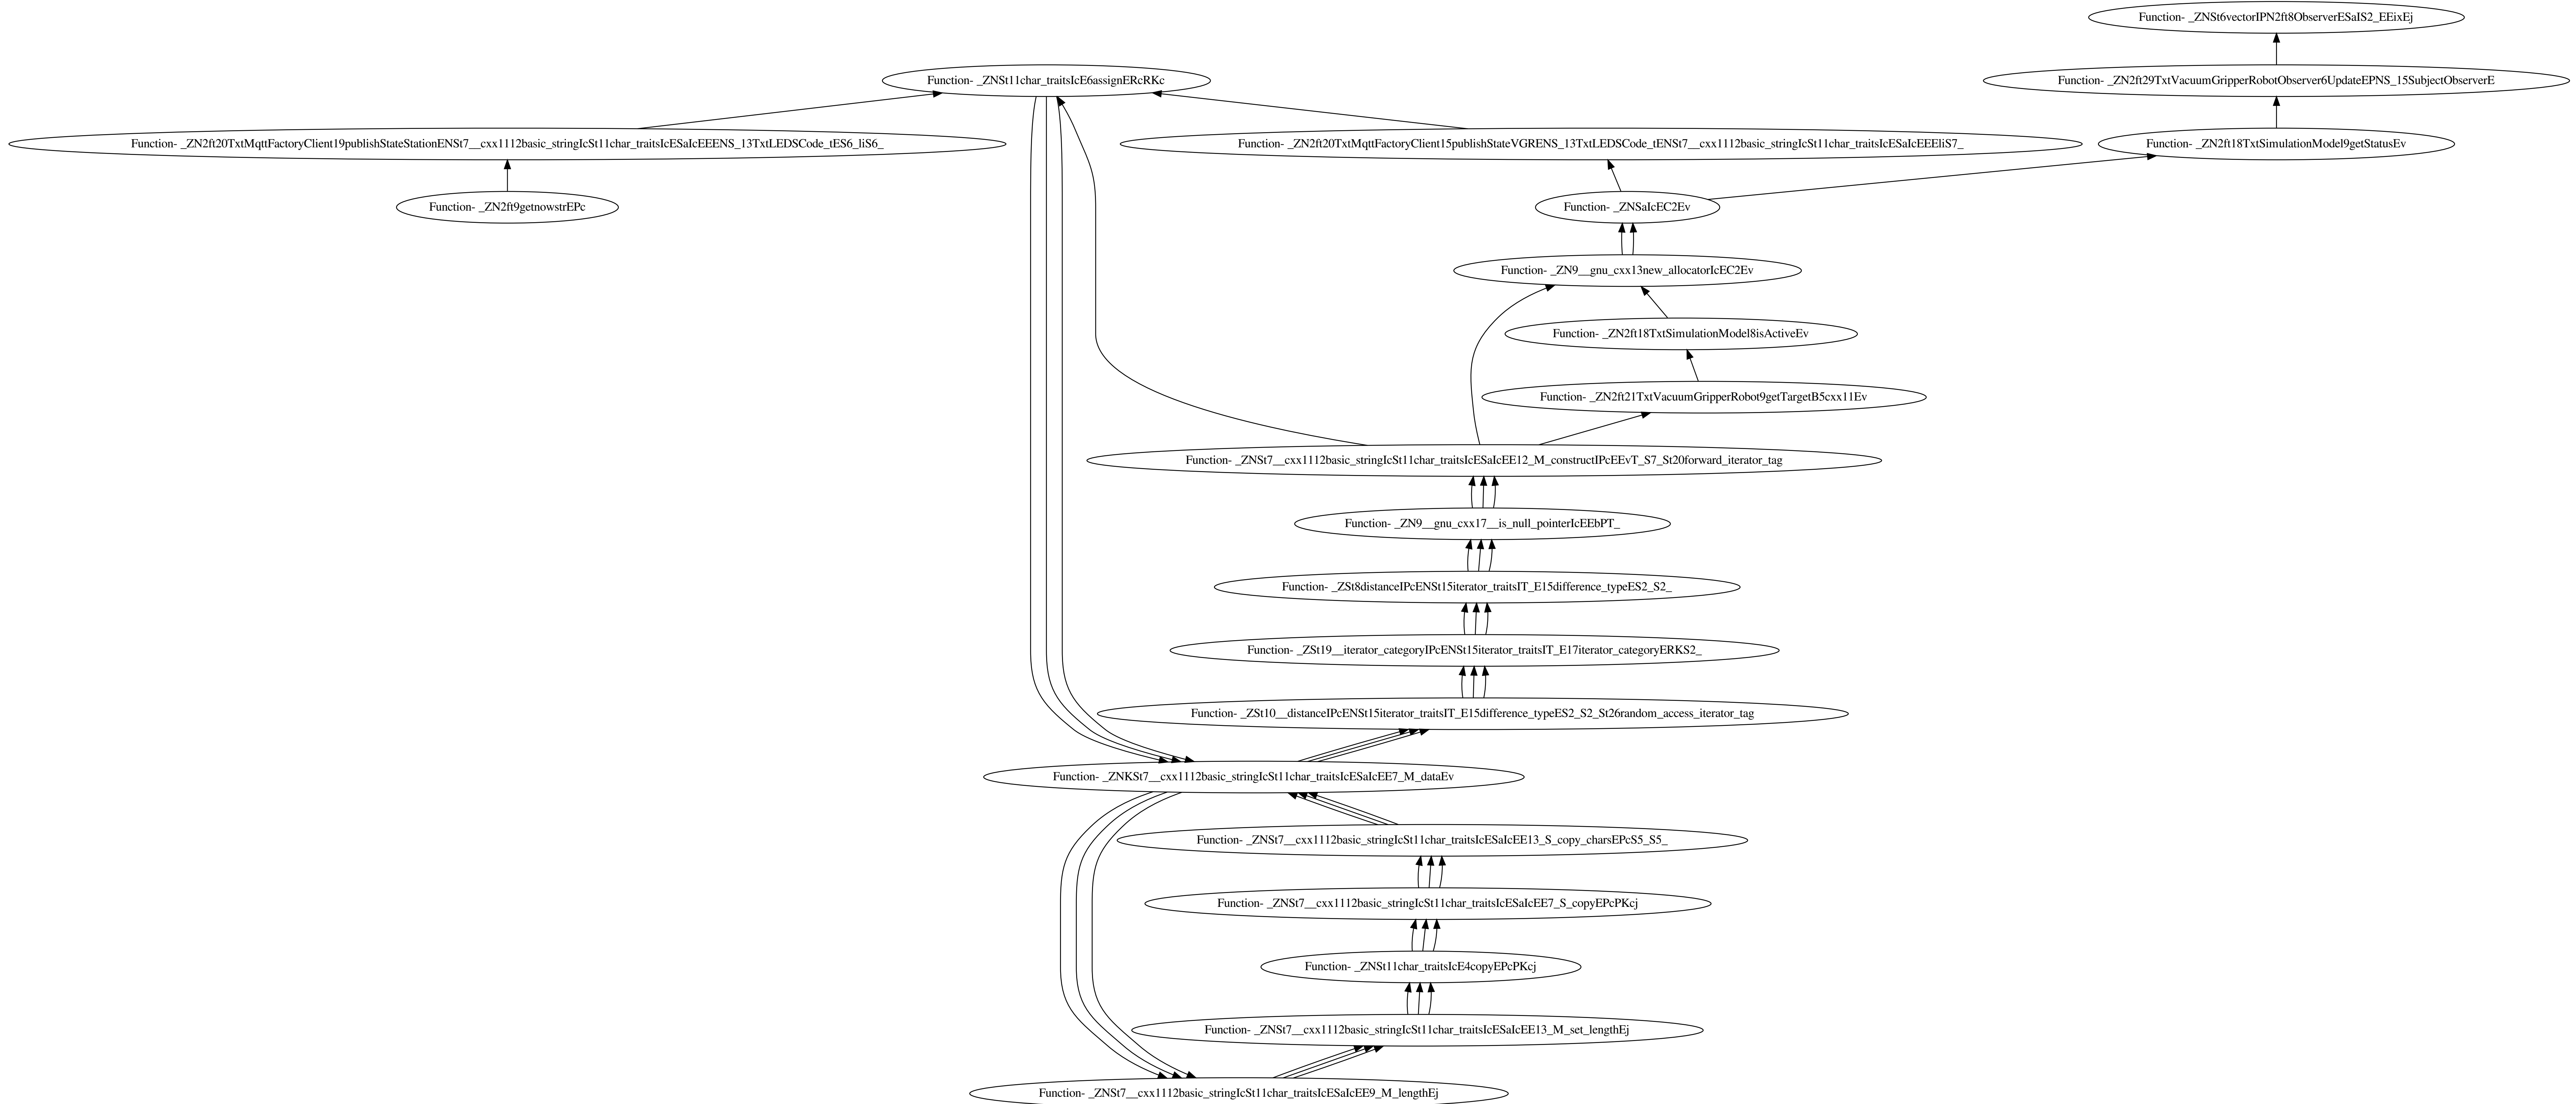 Function- _ZNSt6vectorIPN2ft8ObserverESaIS2_EEixEj
Function- _ZNSt11char_traitsIcE6assignERcRKc
Function- _ZN2ft29TxtVacuumGripperRobotObserver6UpdateEPNS_15SubjectObserverE
Function- _ZN2ft20TxtMqttFactoryClient19publishStateStationENSt7__cxx1112basic_stringIcSt11char_traitsIcESaIcEEENS_13TxtLEDSCode_tES6_liS6_
Function- _ZN2ft20TxtMqttFactoryClient15publishStateVGRENS_13TxtLEDSCode_tENSt7__cxx1112basic_stringIcSt11char_traitsIcESaIcEEEliS7_
Function- _ZN2ft18TxtSimulationModel9getStatusEv
Function- _ZN2ft9getnowstrEPc
Function- _ZNSaIcEC2Ev
Function- _ZN9__gnu_cxx13new_allocatorIcEC2Ev
Function- _ZN2ft18TxtSimulationModel8isActiveEv
Function- _ZN2ft21TxtVacuumGripperRobot9getTargetB5cxx11Ev
Function- _ZNSt7__cxx1112basic_stringIcSt11char_traitsIcESaIcEE12_M_constructIPcEEvT_S7_St20forward_iterator_tag
Function- _ZN9__gnu_cxx17__is_null_pointerIcEEbPT_
Function- _ZSt8distanceIPcENSt15iterator_traitsIT_E15difference_typeES2_S2_
Function- _ZSt19__iterator_categoryIPcENSt15iterator_traitsIT_E17iterator_categoryERKS2_
Function- _ZSt10__distanceIPcENSt15iterator_traitsIT_E15difference_typeES2_S2_St26random_access_iterator_tag
Function- _ZNKSt7__cxx1112basic_stringIcSt11char_traitsIcESaIcEE7_M_dataEv
Function- _ZNSt7__cxx1112basic_stringIcSt11char_traitsIcESaIcEE13_S_copy_charsEPcS5_S5_
Function- _ZNSt7__cxx1112basic_stringIcSt11char_traitsIcESaIcEE7_S_copyEPcPKcj
Function- _ZNSt11char_traitsIcE4copyEPcPKcj
Function- _ZNSt7__cxx1112basic_stringIcSt11char_traitsIcESaIcEE13_M_set_lengthEj
Function- _ZNSt7__cxx1112basic_stringIcSt11char_traitsIcESaIcEE9_M_lengthEj